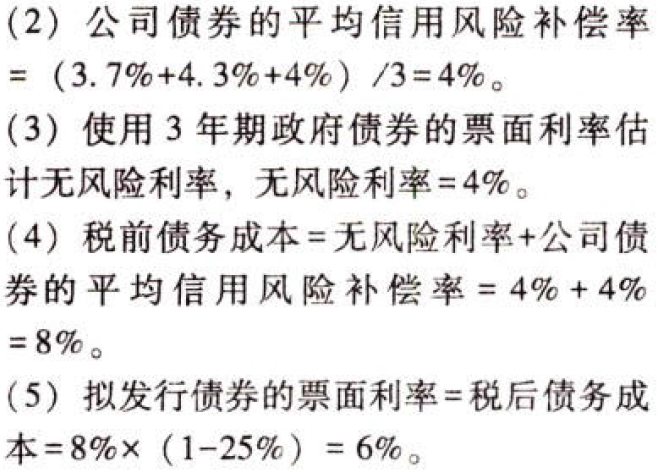 (2) 公司债券的平均信用风险补偿率
= (3.7%+4.3%+4%) /3=4%。
(3) 使用 3 年期政府债券的票面利率估
计无风险利率，无风险利率=4%。
(4) 税前债务成本=无风险利率+公司债
券的平均信用风险补偿率 = 4% + 4%
=8%。
(5) 拟发行债券的票面利率=税后债务成
本=8%× (1-25%) = 6%。